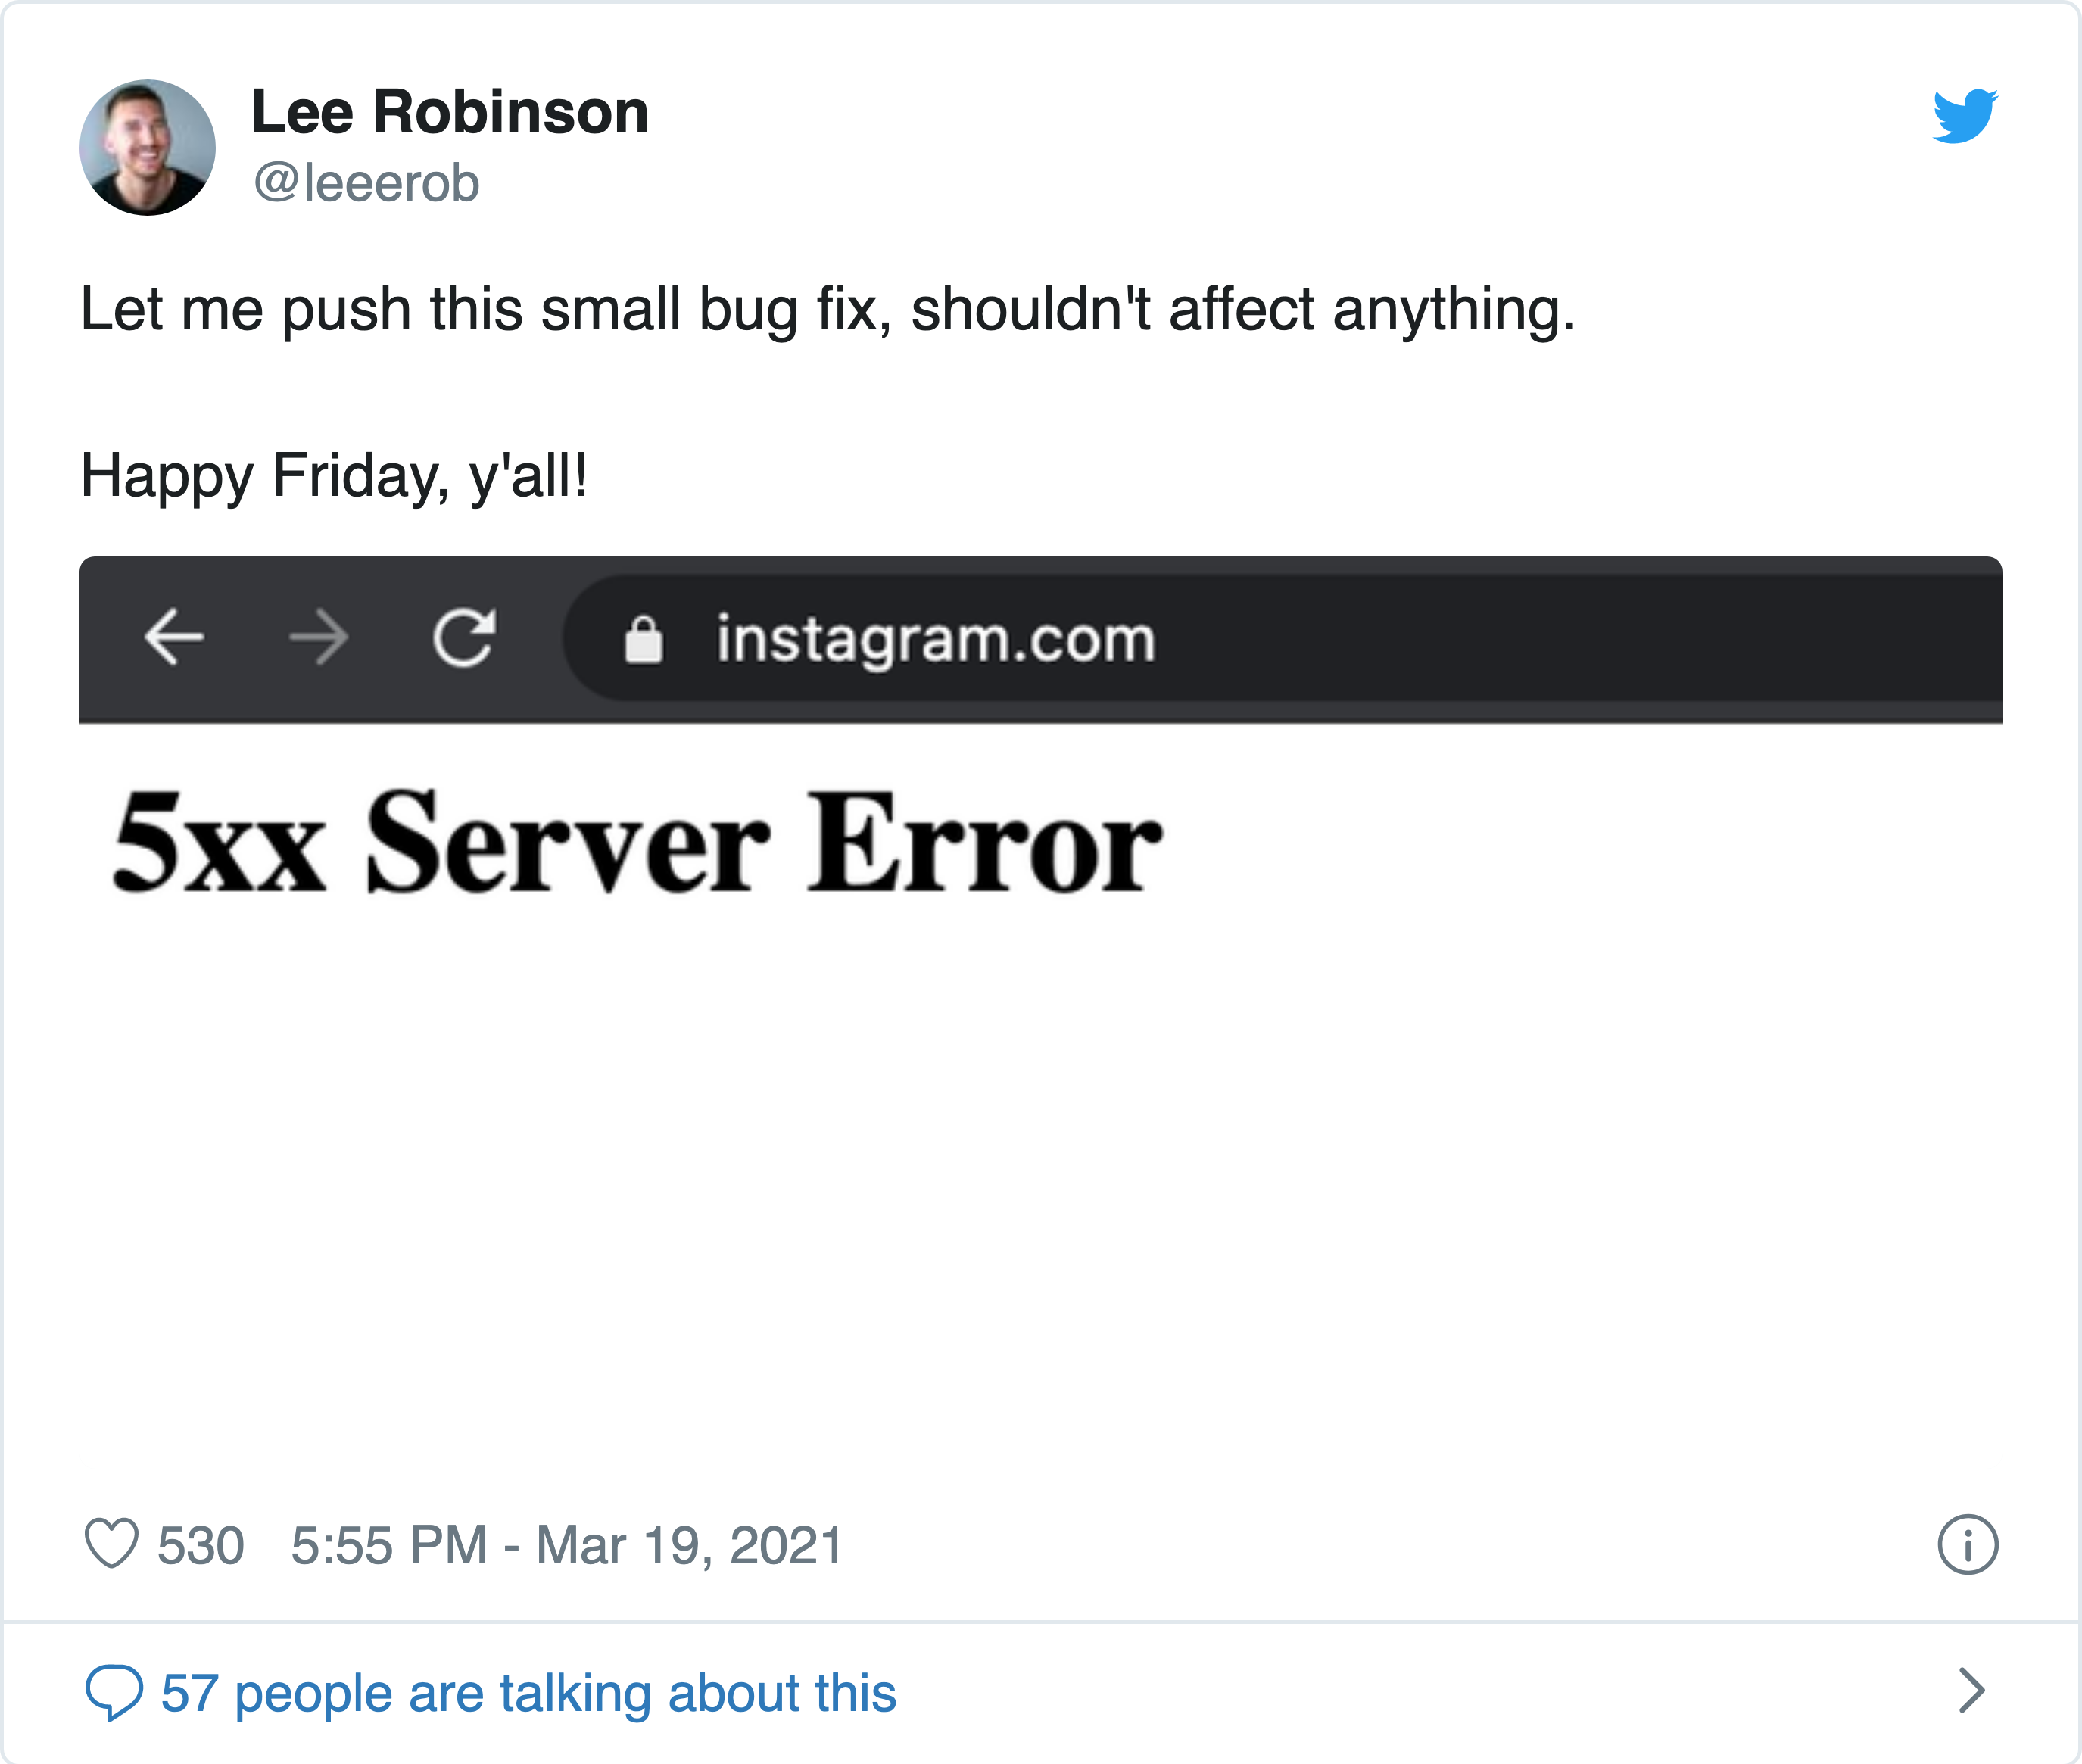 Lee Robinson
@leeerob
Let me push this small bug fix, shouldn't affect anything.
Happy Friday, y'all!
instagram.com
5xx Server Error
530 5:55 PM - Mar 19, 2021
57 people are talking about this